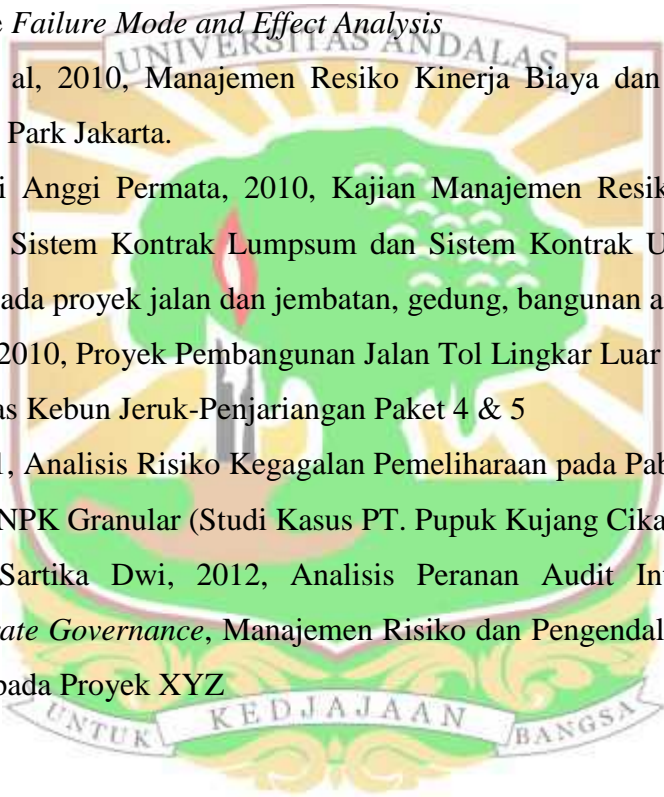 e Failure Mode and Effect Analysis
UNIVERSITAS ANDALAS
al, 2010, Manajemen Resiko Kinerja Biaya dan
Park Jakarta.
i Anggi Permata, 2010, Kajian Manajemen Resik
Sistem Kontrak Lumpsum dan Sistem Kontrak U
ada proyek jalan dan jembatan, gedung, bangunan a
2010, Proyek Pembangunan Jalan Tol Lingkar Luar
as Kebun Jeruk-Penjariangan Paket 4 & 5
1, Analisis Risiko Kegagalan Pemeliharaan pada Pab
NPK Granular (Studi Kasus PT. Pupuk Kujang Cika
Sartika Dwi, 2012, Analisis Peranan Audit Int
rate Governance, Manajemen Risiko dan Pengendal
pada Proyek XYZ
UNTUK KEDJAJAAN BANGSA